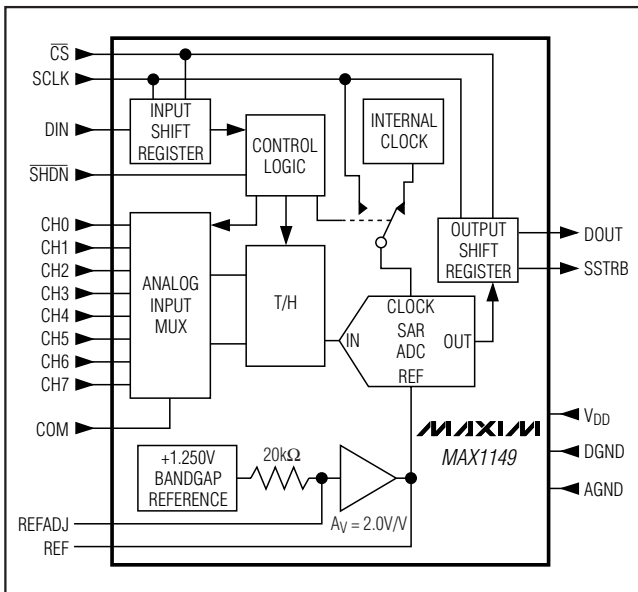 CS
SCLK
DIN
SHDN
CH0
CH1
CH2
CH3
CH4
CH5
CH6
CH7
COM
REFADJ
REF
INPUT
SHIFT
REGISTER
CONTROL
LOGIC
INTERNAL
CLOCK
ANALOG
INPUT
MUX
T/H
CLOCK
SAR
ADC
IN
OUT
REF
OUTPUT
SHIFT
REGISTER
DOUT
SSTRB
+1.250V
BANDGAP
REFERENCE
20kΩ
AV = 2.0V/V
MAXIM
MAX1149
VDD
DGND
AGND